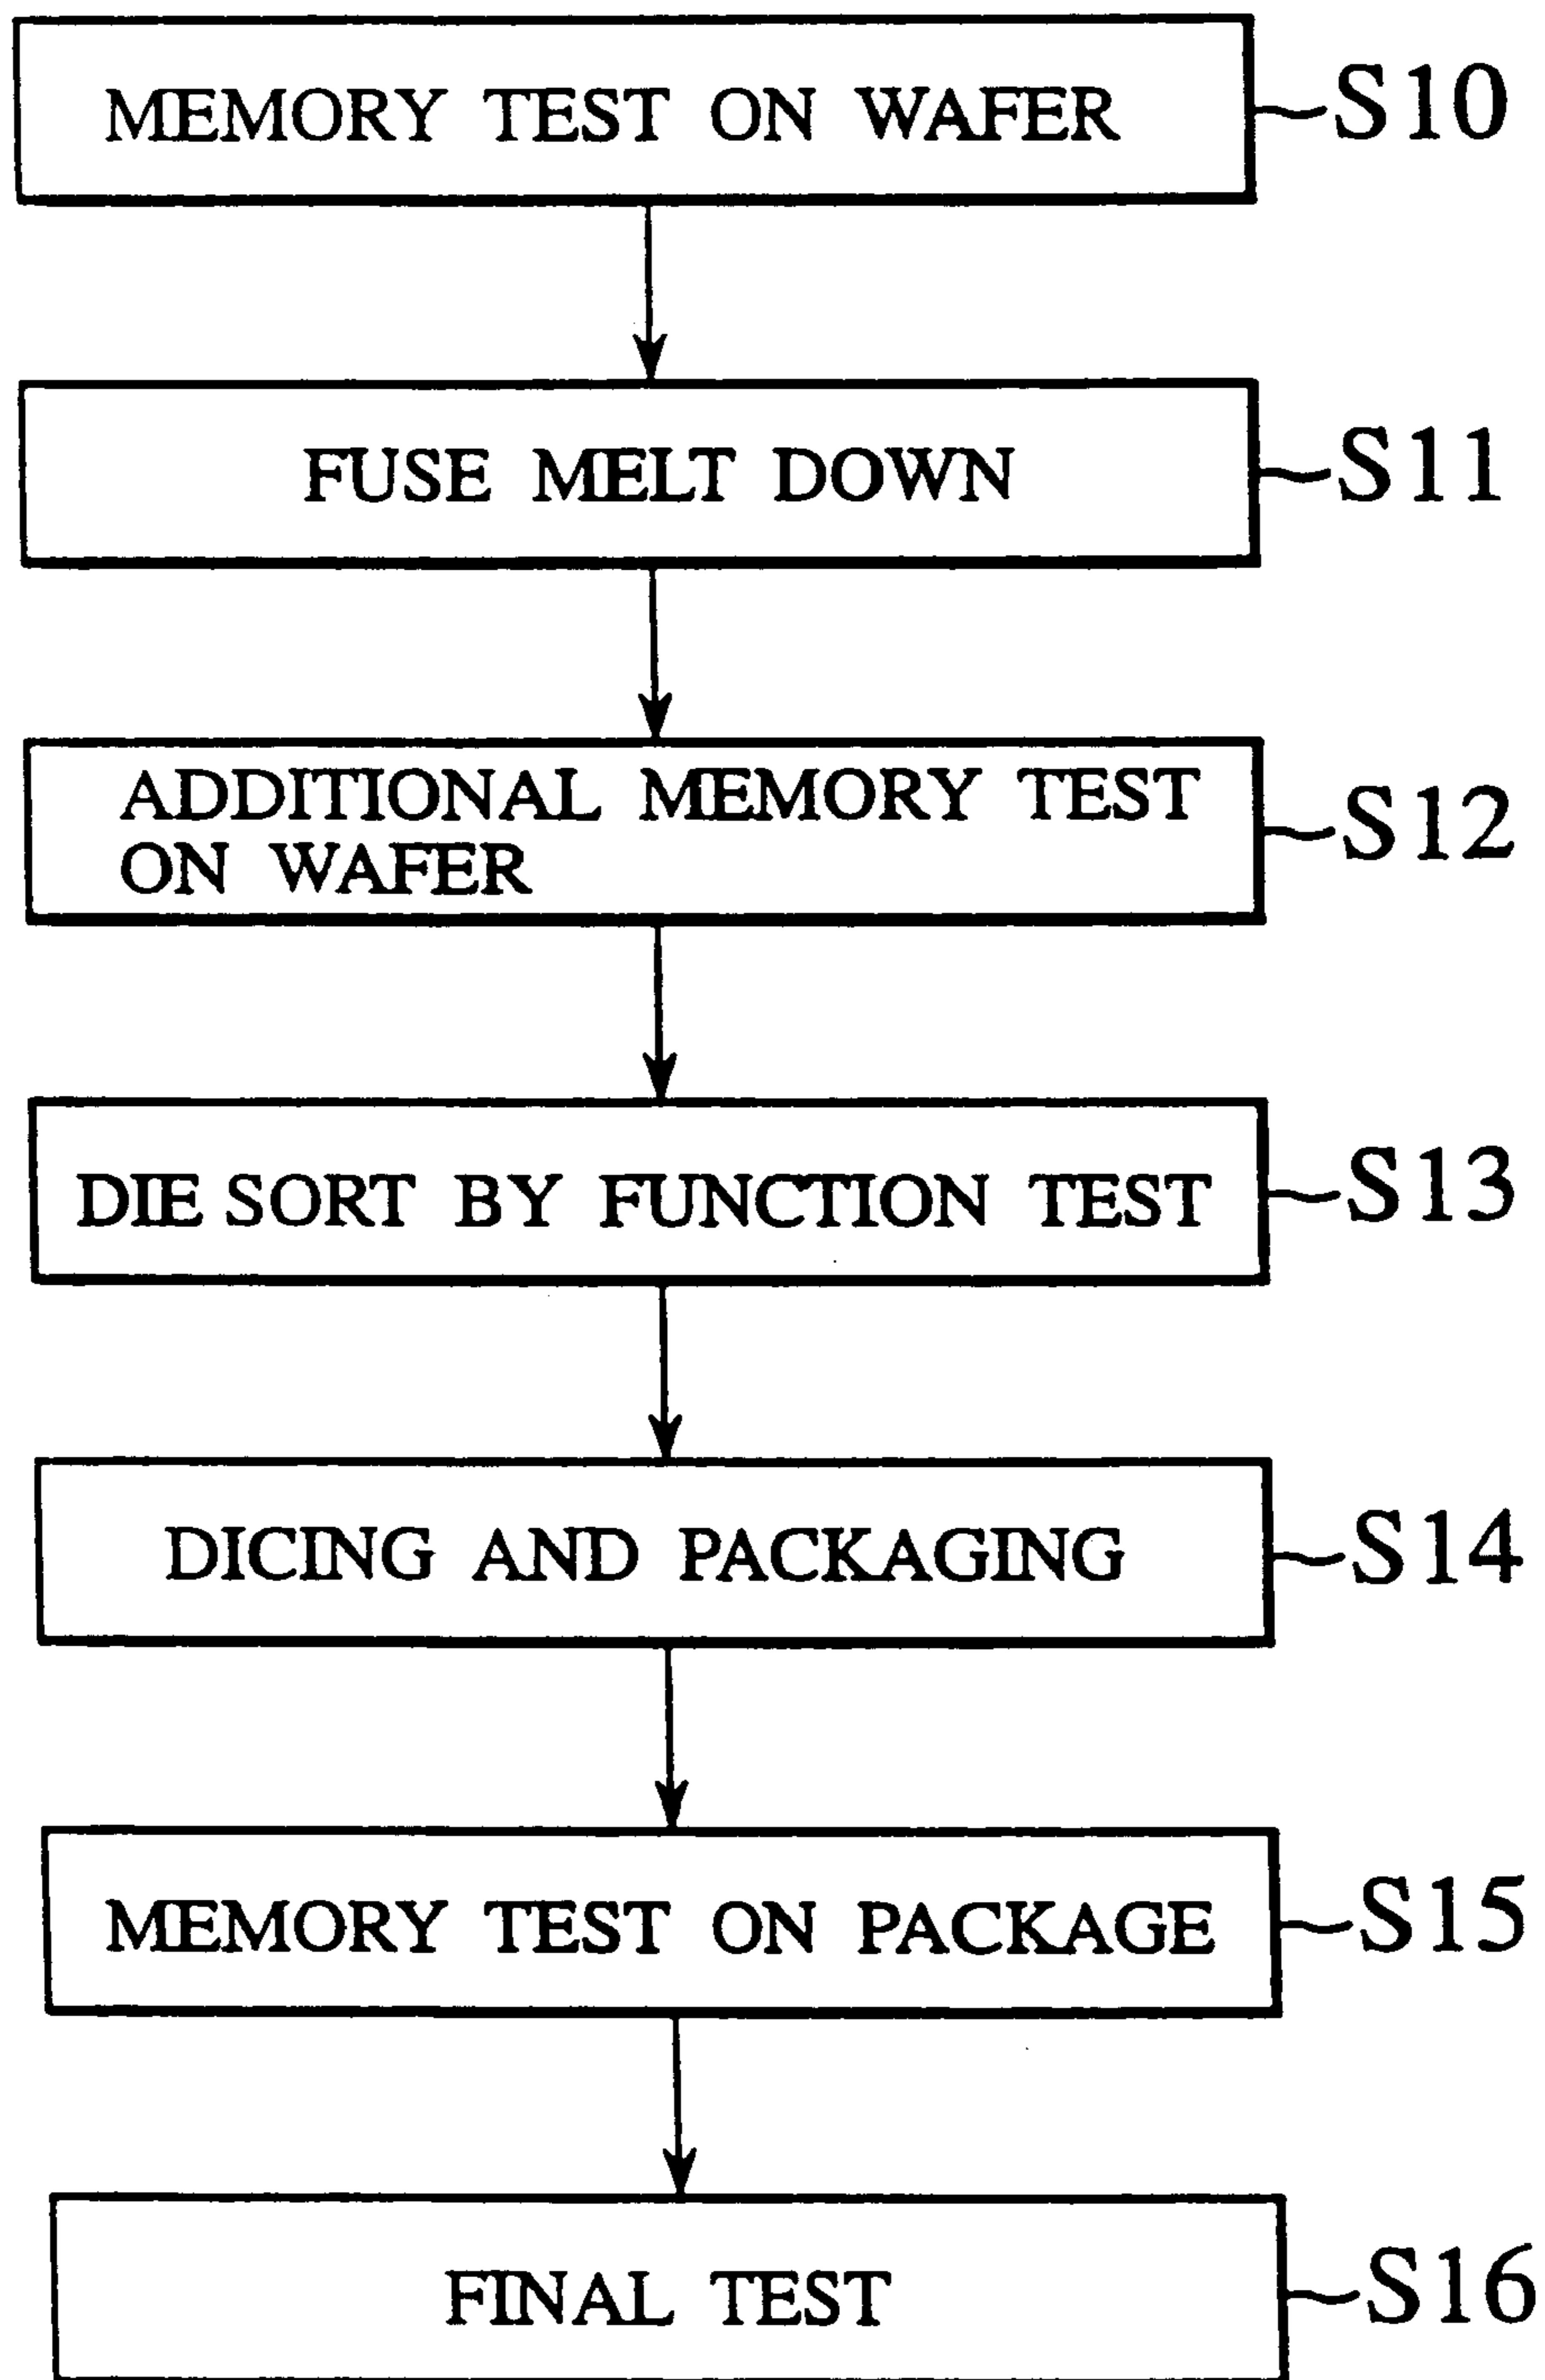 MEMORY TEST ON WAFER
S10
FUSE MELT DOWN
S11
ADDITIONAL MEMORY TEST
ON WAFER
S12
DIE SORT BY FUNCTION TEST
S13
DICING AND PACKAGING
S14
MEMORY TEST ON PACKAGE
S15
FINAL TEST
S16